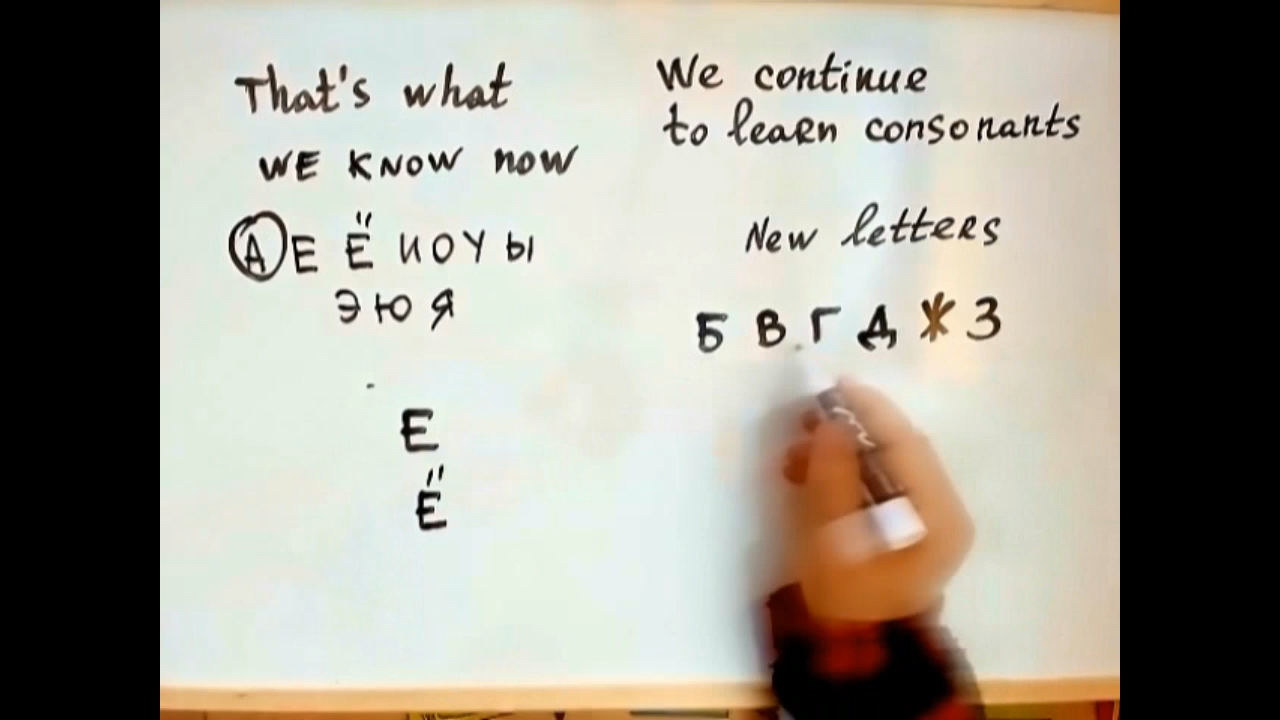 That's what
WE KNOW NOW
А Е Ё И О У Ы
Э Ю Я
Е
Ё
We continue
to learn consonants
New letters
Б В Г Д Ж З